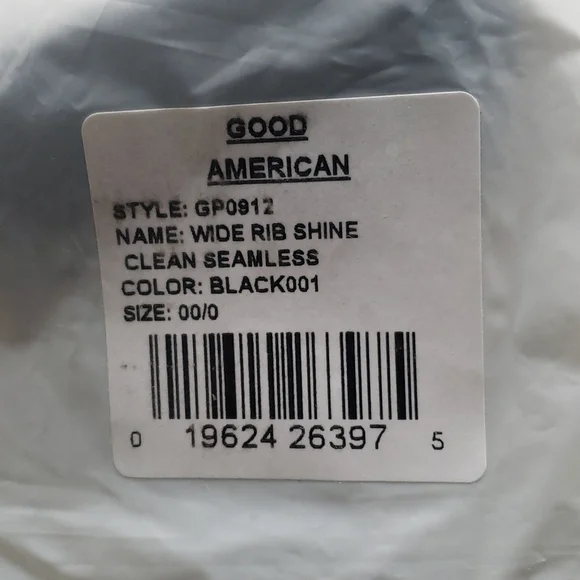 GOOD
AMERICAN
STYLE: GP0912
NAME: WIDE RIB SHINE
CLEAN SEAMLESS
COLOR: BLACK001
SIZE: 00/0
0 19624 26397 5